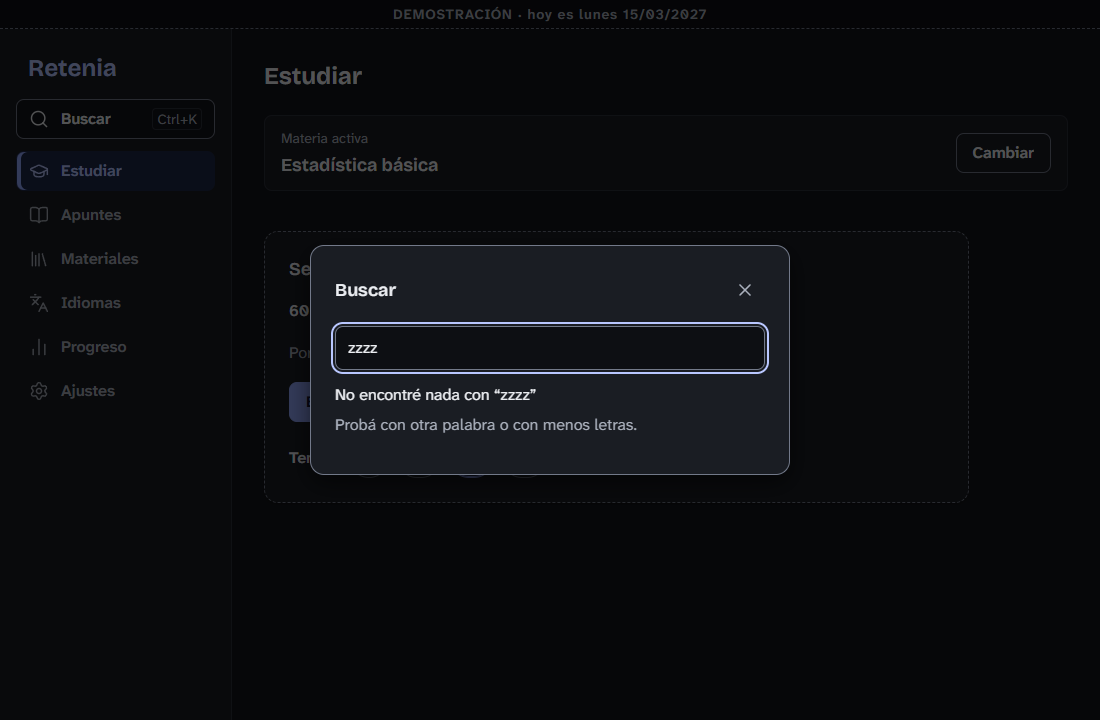 DEMOSTRACIÓN · hoy es lunes 15/03/2027
Retenia
Buscar Ctrl+K
Estudiar
Apuntes
Materiales
Idiomas
Progreso
Ajustes
Estudiar
Materia activa
Estadística básica
Cambiar
Buscar
zzzz
No encontré nada con “zzzz”
Probá con otra palabra o con menos letras.
60